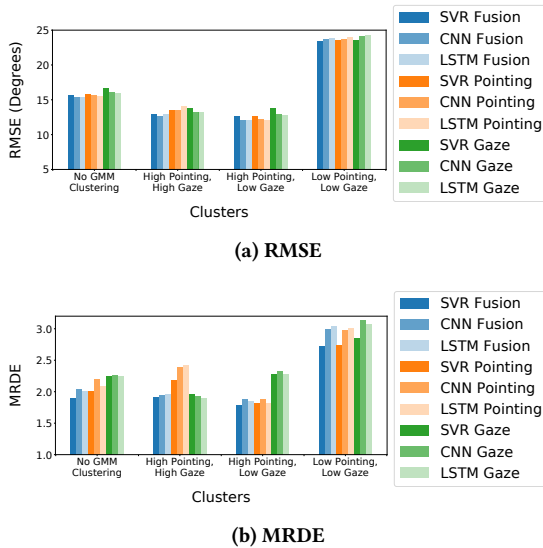 25
20
15
10
5
RMSE (Degrees)
No GMM
Clustering
High Pointing,
High Gaze
High Pointing,
Low Gaze
Low Pointing,
Low Gaze
Clusters
SVR Fusion
CNN Fusion
LSTM Fusion
SVR Pointing
CNN Pointing
LSTM Pointing
SVR Gaze
CNN Gaze
LSTM Gaze
(a) RMSE
3.0
2.5
2.0
1.5
1.0
MRDE
No GMM
Clustering
High Pointing,
High Gaze
High Pointing,
Low Gaze
Low Pointing,
Low Gaze
Clusters
SVR Fusion
CNN Fusion
LSTM Fusion
SVR Pointing
CNN Pointing
LSTM Pointing
SVR Gaze
CNN Gaze
LSTM Gaze
(b) MRDE